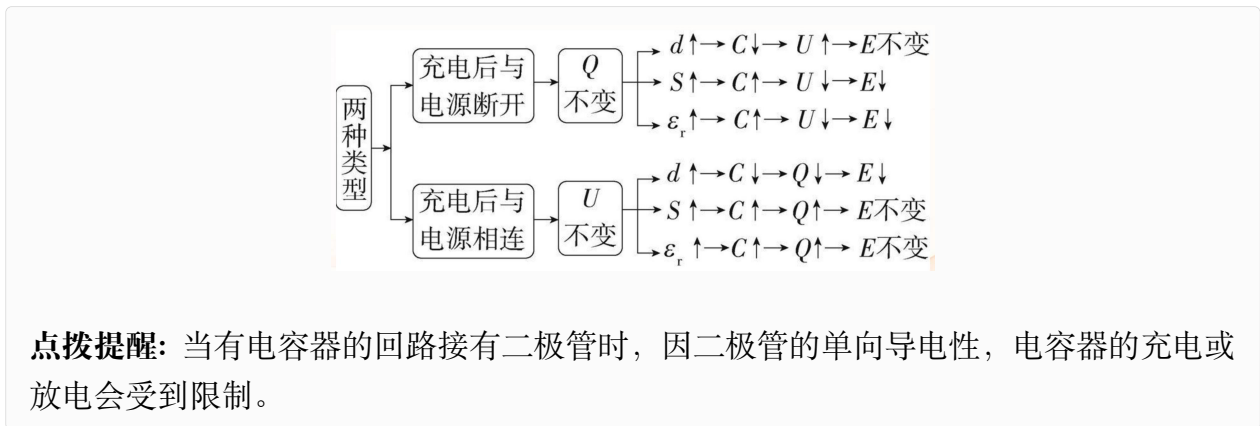 两种类型
充电后与电源断开
Q不变
d↑→C↓→U↑→E不变
S↑→C↑→U↓→E↓
εr↑→C↑→U↓→E↓
充电后与电源相连
U不变
d↑→C↓→Q↓→E↓
S↑→C↑→Q↑→E不变
εr↑→C↑→Q↑→E不变
点拨提醒: 当有电容器的回路接有二极管时，因二极管的单向导电性，电容器的充电或
放电会受到限制。